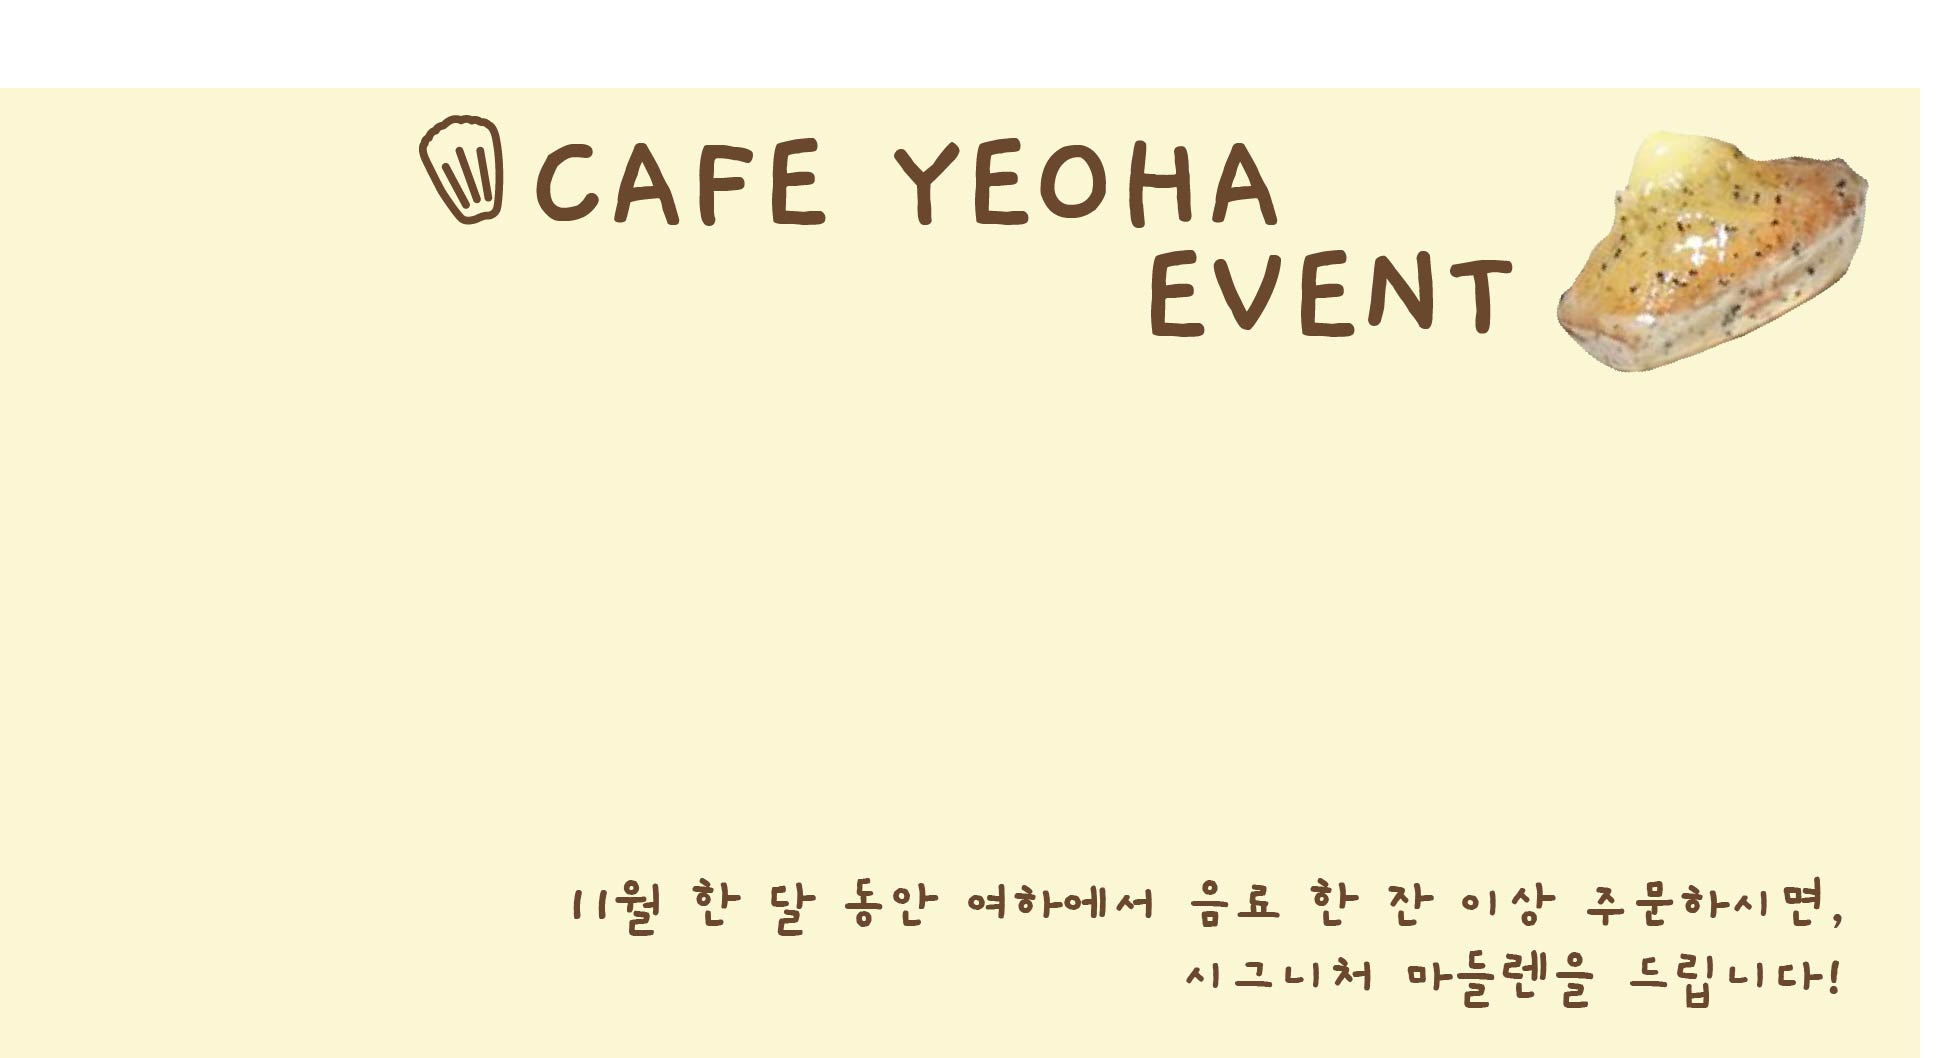 CAFE YEOHA
EVENT
11월 한 달 동안 여하에서 음료 한 잔 이상 주문하시면,
시그니처 마들렌을 드립니다!